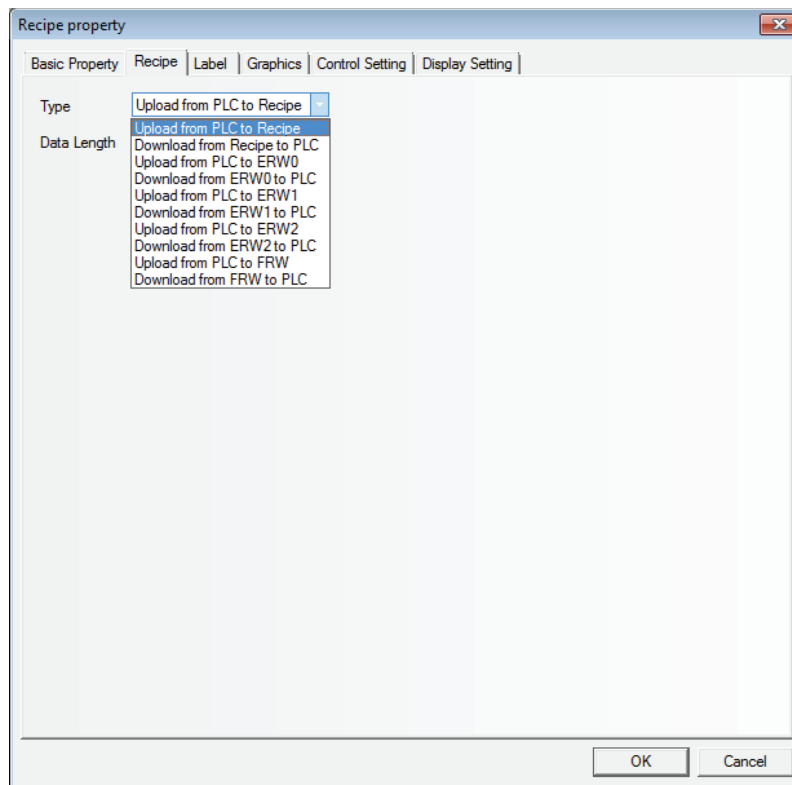 Recipe property
Basic Property Recipe Label Graphics Control Setting Display Setting
Type Upload from PLC to Recipe
Upload from PLC to Recipe
Data Length Download from Recipe to PLC
Upload from PLC to ERW0
Download from ERW0 to PLC
Upload from PLC to ERW1
Download from ERW1 to PLC
Upload from PLC to ERW2
Download from ERW2 to PLC
Upload from PLC to FRW
Download from FRW to PLC
OK Cancel